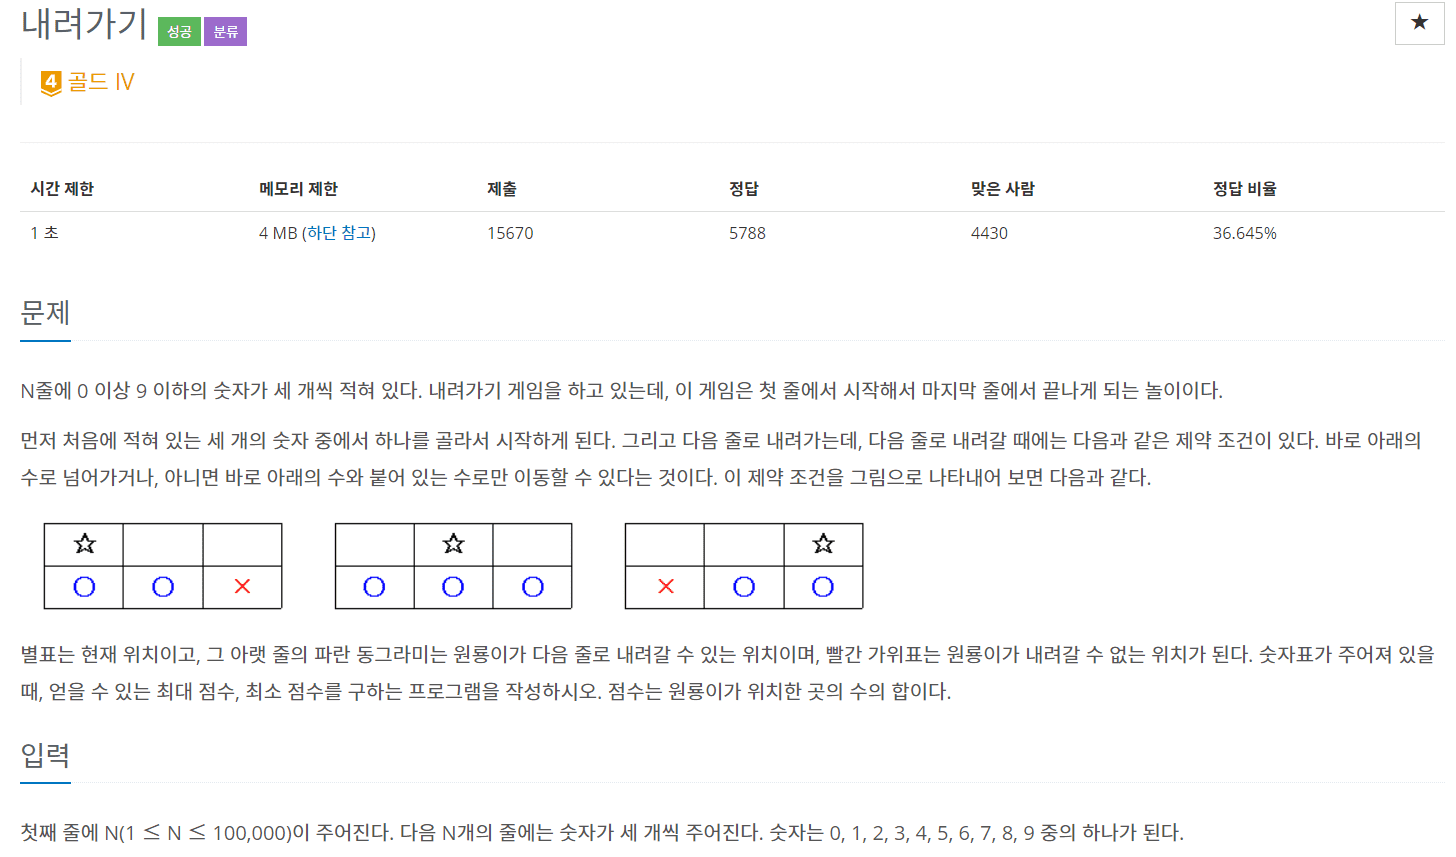 내려가기 성공 분류
★
4 골드 IV
시간 제한 메모리 제한 제출 정답 맞은 사람 정답 비율
1 초 4 MB (하단 참고) 15670 5788 4430 36.645%
문제
N줄에 0 이상 9 이하의 숫자가 세 개씩 적혀 있다. 내려가기 게임을 하고 있는데, 이 게임은 첫 줄에서 시작해서 마지막 줄에서 끝나게 되는 놀이이다.
먼저 처음에 적혀 있는 세 개의 숫자 중에서 하나를 골라서 시작하게 된다. 그리고 다음 줄로 내려가는데, 다음 줄로 내려갈 때에는 다음과 같은 제약 조건이 있다. 바로 아래의
수로 넘어가거나, 아니면 바로 아래의 수와 붙어 있는 수로만 이동할 수 있다는 것이다. 이 제약 조건을 그림으로 나타내어 보면 다음과 같다.
별표는 현재 위치이고, 그 아랫 줄의 파란 동그라미는 원룡이가 다음 줄로 내려갈 수 있는 위치이며, 빨간 가위표는 원룡이가 내려갈 수 없는 위치가 된다. 숫자표가 주어져 있을
때, 얻을 수 있는 최대 점수, 최소 점수를 구하는 프로그램을 작성하시오. 점수는 원룡이가 위치한 곳의 수의 합이다.
입력
첫째 줄에 N(1 ≤ N ≤ 100,000)이 주어진다. 다음 N개의 줄에는 숫자가 세 개씩 주어진다. 숫자는 0, 1, 2, 3, 4, 5, 6, 7, 8, 9 중의 하나가 된다.